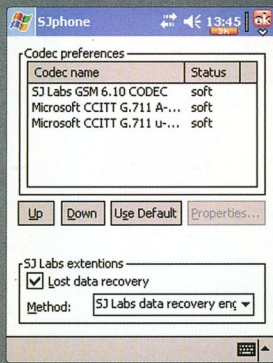 SJphone 13:45
3h
ok
Codec preferences
Codec name Status
SJ Labs GSM 6.10 CODEC soft
Microsoft CCITT G.711 A-... soft
Microsoft CCITT G.711 u-... soft
Up Down Use Default Properties...
SJ Labs extentions
Lost data recovery
Method: SJ Labs data recovery eng